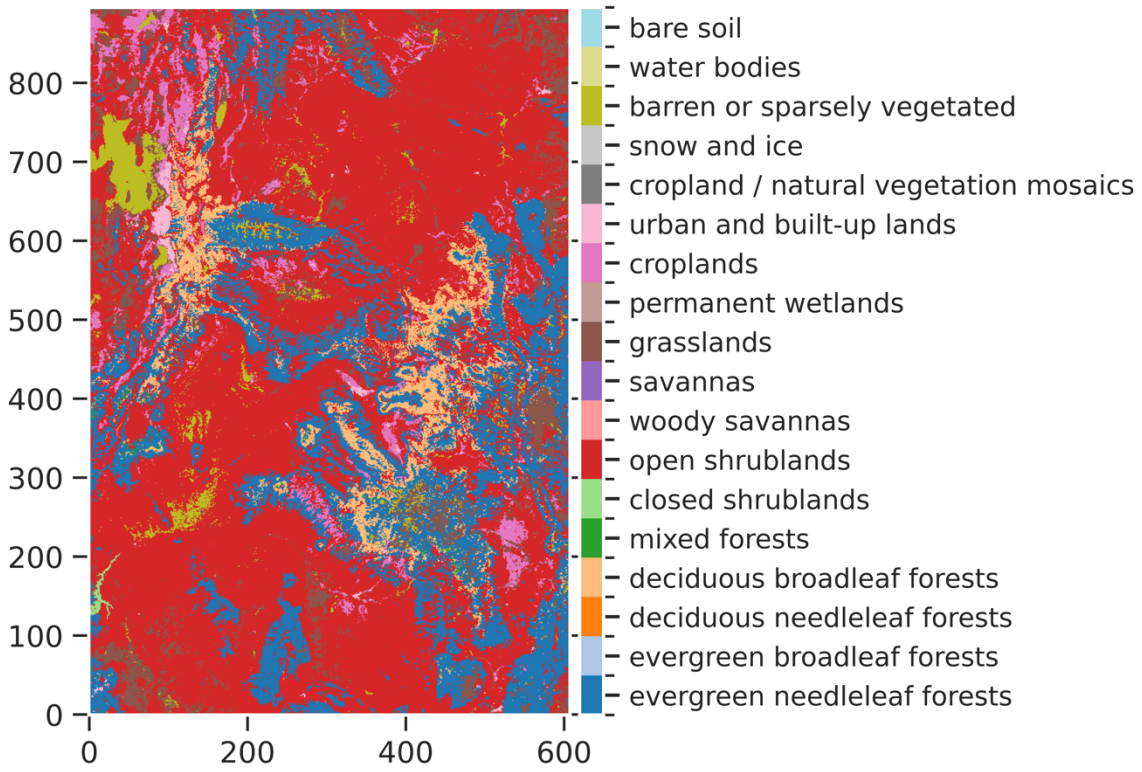 800
700
600
500
400
300
200
100
0
0
200
400
600
bare soil
water bodies
barren or sparsely vegetated
snow and ice
cropland / natural vegetation mosaics
urban and built-up lands
croplands
permanent wetlands
grasslands
savannas
woody savannas
open shrublands
closed shrublands
mixed forests
deciduous broadleaf forests
deciduous needleleaf forests
evergreen broadleaf forests
evergreen needleleaf forests